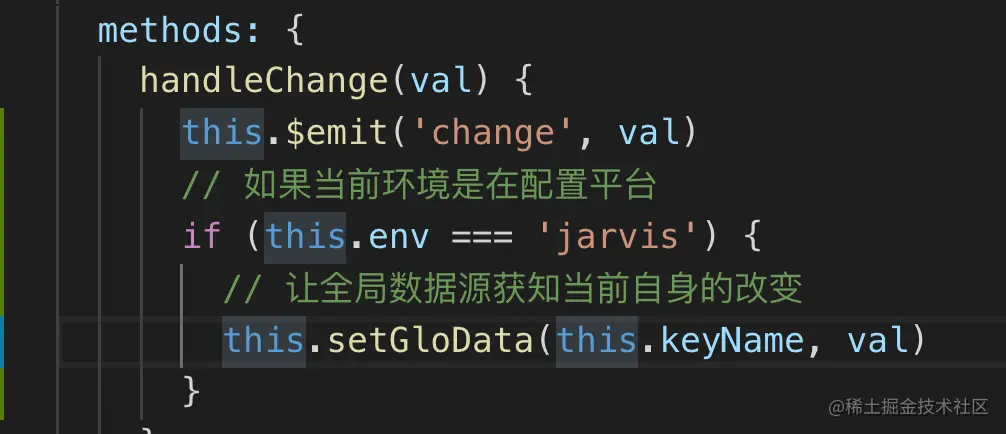 methods: {
handleChange(val) {
this.$emit('change', val)
// 如果当前环境是在配置平台
if (this.env === 'jarvis') {
// 让全局数据源获知当前自身的改变
this.setGloData(this.keyName, val)
}
@稀土掘金技术社区